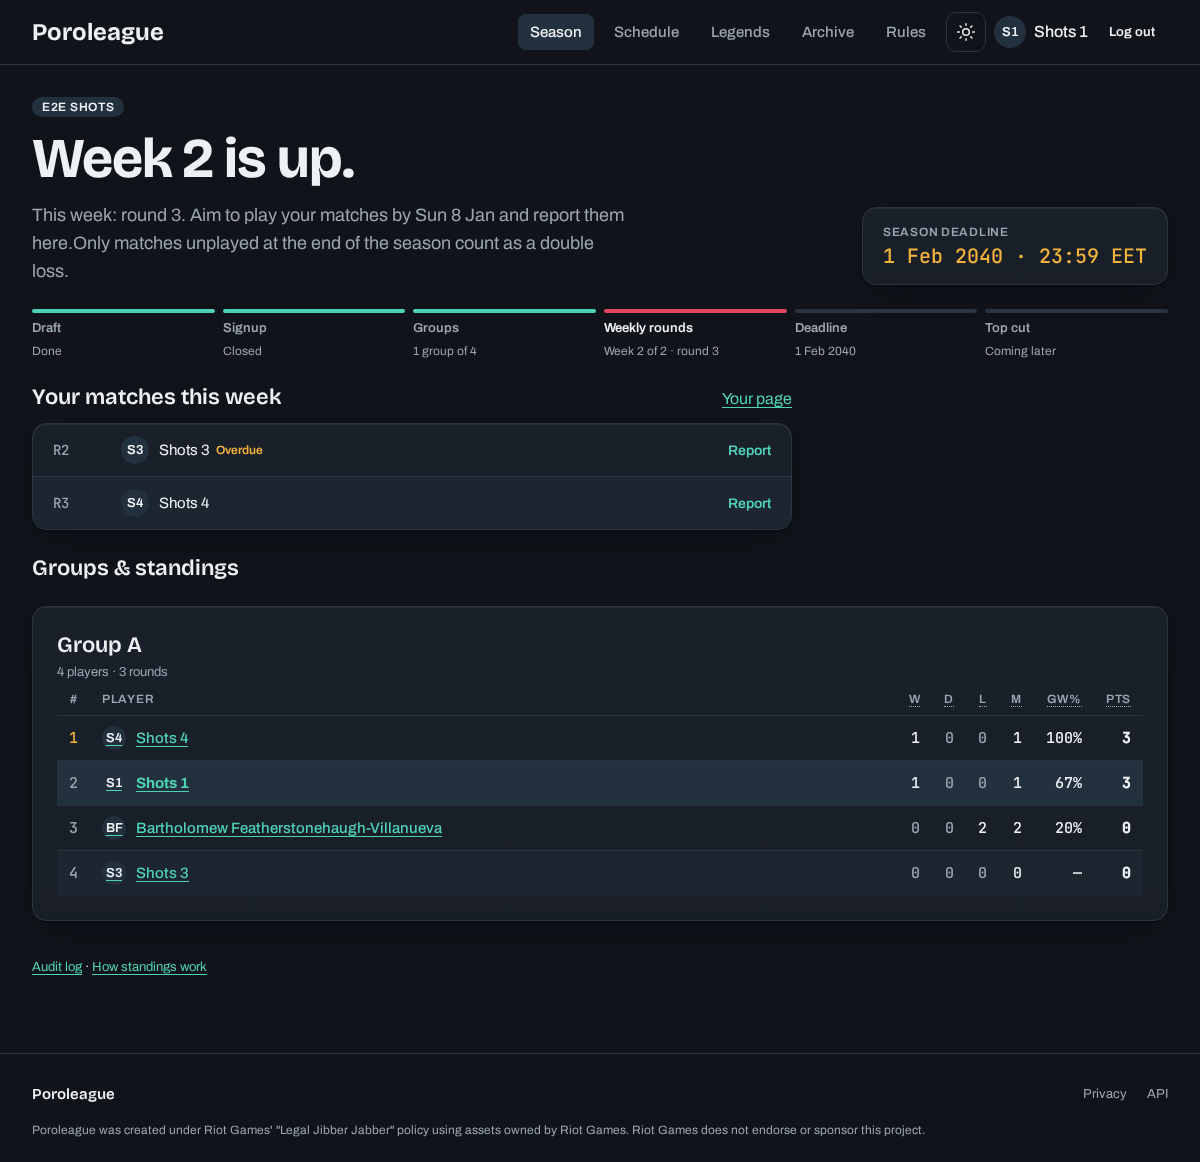 Poroleague
Season Schedule Legends Archive Rules S1 Shots 1 Log out
E2E SHOTS
Week 2 is up.
This week: round 3. Aim to play your matches by Sun 8 Jan and report them
here.Only matches unplayed at the end of the season count as a double
loss.
SEASON DEADLINE
1 Feb 2040 · 23:59 EET
Draft
Done
Signup
Closed
Groups
1 group of 4
Weekly rounds
Week 2 of 2 · round 3
Deadline
1 Feb 2040
Top cut
Coming later
Your matches this week
Your page
R2 S3 Shots 3 Overdue Report
R3 S4 Shots 4 Report
Groups & standings
Group A
4 players · 3 rounds
# PLAYER W D L M GW% PTS
1 S4 Shots 4 1 0 0 1 100% 3
2 S1 Shots 1 1 0 0 1 67% 3
3 BF Bartholomew Featherstonehaugh-Villanueva 0 0 2 2 20% 0
4 S3 Shots 3 0 0 0 0 — 0
Audit log · How standings work
Poroleague
Privacy API
Poroleague was created under Riot Games' "Legal Jibber Jabber" policy using assets owned by Riot Games. Riot Games does not endorse or sponsor this project.